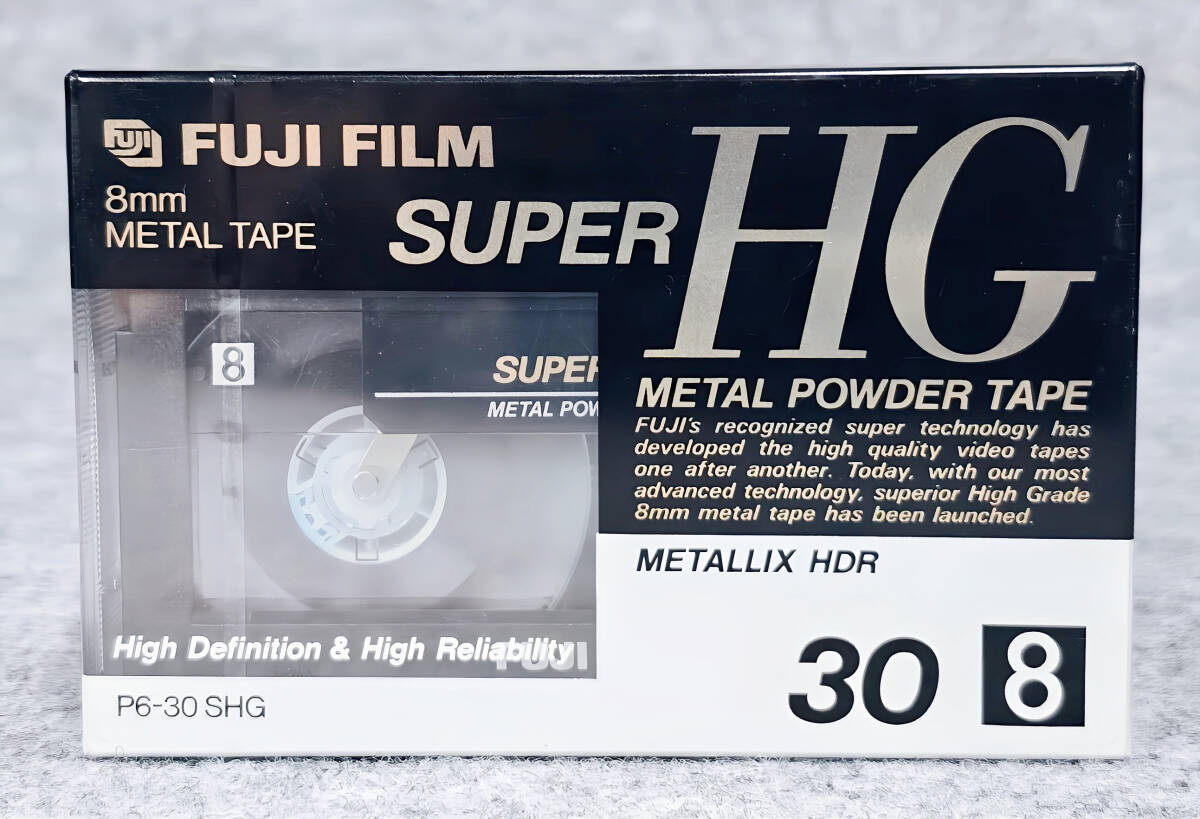 FUJI FUJI FILM
8mm
METAL TAPE
SUPER HG
8
SUPER
METAL POW
METAL POWDER TAPE
FUJI's recognized super technology has
developed the high quality video tapes
one after another. Today, with our most
advanced technology, superior High Grade
8mm metal tape has been launched.
METALLIX HDR
High Definition & High Reliability
FUJI
P6-30 SHG
30 8